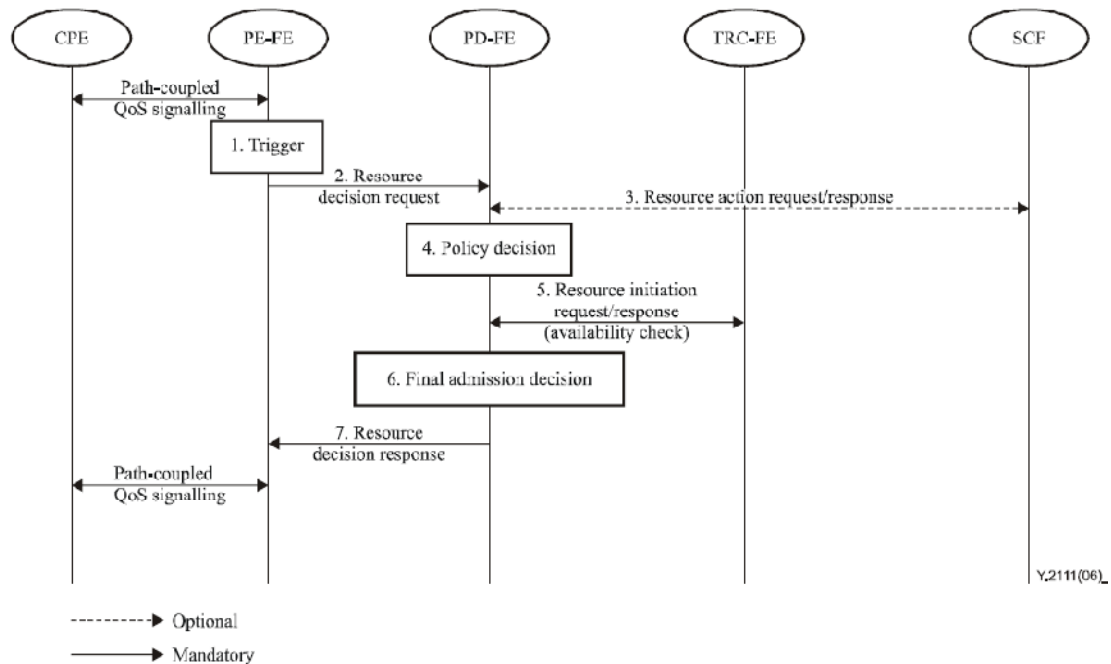 CPE
PE-FE
PD-FE
TRC-FE
SCF
Path-coupled
QoS signalling
1. Trigger
2. Resource
decision request
3. Resource action request/response
4. Policy decision
5. Resource initiation
request/response
(availability check)
6. Final admission decision
7. Resource
decision response
Path-coupled
QoS signalling
Y.2111(06)_
Optional
Mandatory